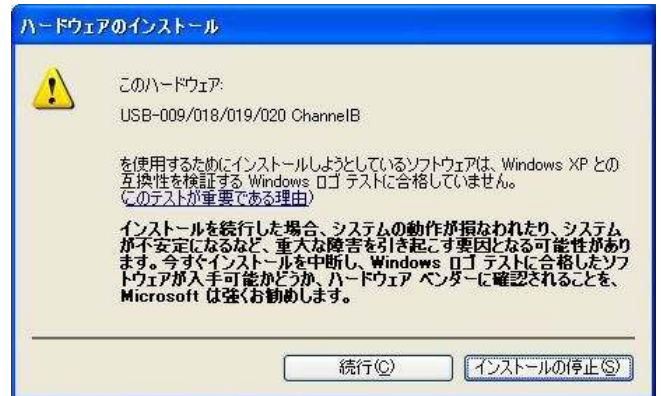 ハードウェアのインストール
このハードウェア:
USB-009/018/019/020 ChannelB
を使用するためにインストールしようとしているソフトウェアは、Windows XP との
互換性を検証する Windows ロゴ テストに合格していません。
(このテストが重要である理由)
インストールを続行した場合、システムの動作が損なわれたり、システム
が不安定になるなど、重大な障害を引き起こす要因となる可能性があり
ます。今すぐインストールを中断し、Windows ロゴ テストに合格したソフ
トウェアが入手可能かどうか、ハードウェア ベンダーに確認されることを、
Microsoft は強くお勧めします。
続行(C)
インストールの停止(S)